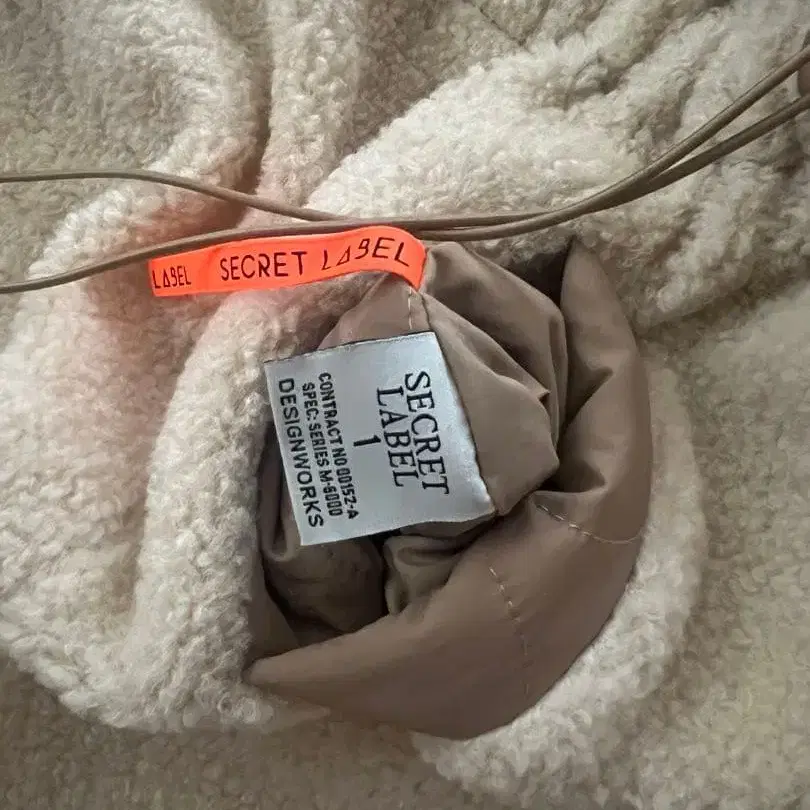 LABEL SECRET LABEL
SECRET
LABEL
1
CONTRACT NO 00152-A
SPEC: SERIES M-6000
DESIGNWORKS